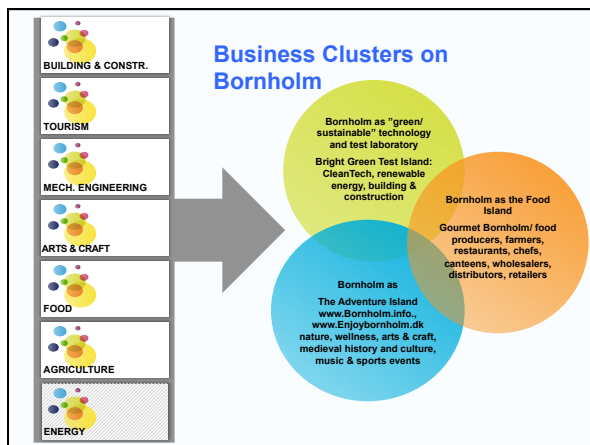 Business Clusters on
Bornholm
BUILDING & CONSTR.
TOURISM
MECH. ENGINEERING
ARTS & CRAFT
FOOD
AGRICULTURE
ENERGY
Bornholm as ”green/
sustainable” technology
and test laboratory
Bright Green Test Island:
CleanTech, renewable
energy, building &
construction
Bornholm as the Food
Island
Gourmet Bornholm/ food
producers, farmers,
restaurants, chefs,
canteens, wholesalers,
distributors, retailers
Bornholm as
The Adventure Island
www.Bornholm.info.,
www.Enjoybornholm.dk
nature, wellness, arts & craft,
medieval history and culture,
music & sports events